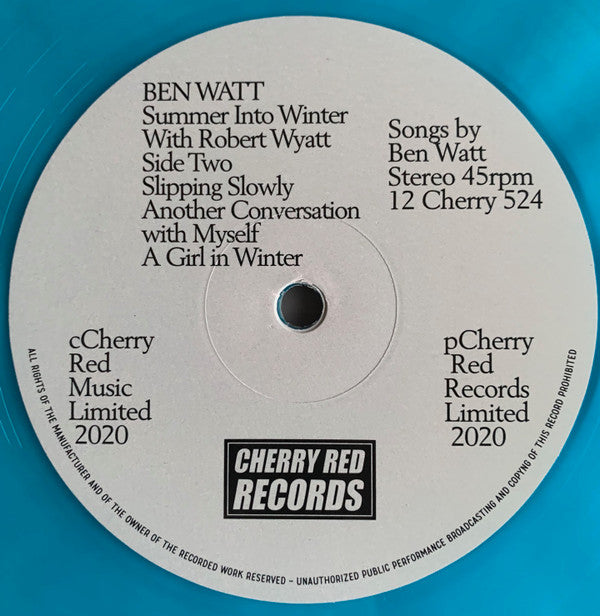 BEN WATT
Summer Into Winter
With Robert Wyatt
Side Two
Slipping Slowly
Another Conversation
with Myself
A Girl in Winter
Songs by
Ben Watt
Stereo 45rpm
12 Cherry 524
cCherry
Red
Music
Limited
2020
pCherry
Red
Records
Limited
2020
CHERRY RED
RECORDS
ALL RIGHTS OF THE MANUFACTURER AND OF THE OWNER OF THE RECORDED WORK RESERVED – UNAUTHORIZED PUBLIC PERFORMANCE BROADCASTING AND COPYNG OF THIS RECORD PROHIBITED